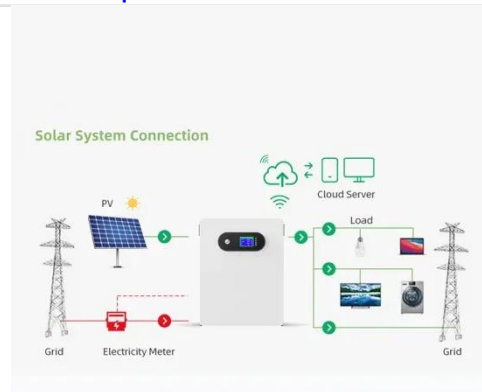 Solar System Connection
Cloud Server
PV
Load
Grid
Electricity Meter
Grid